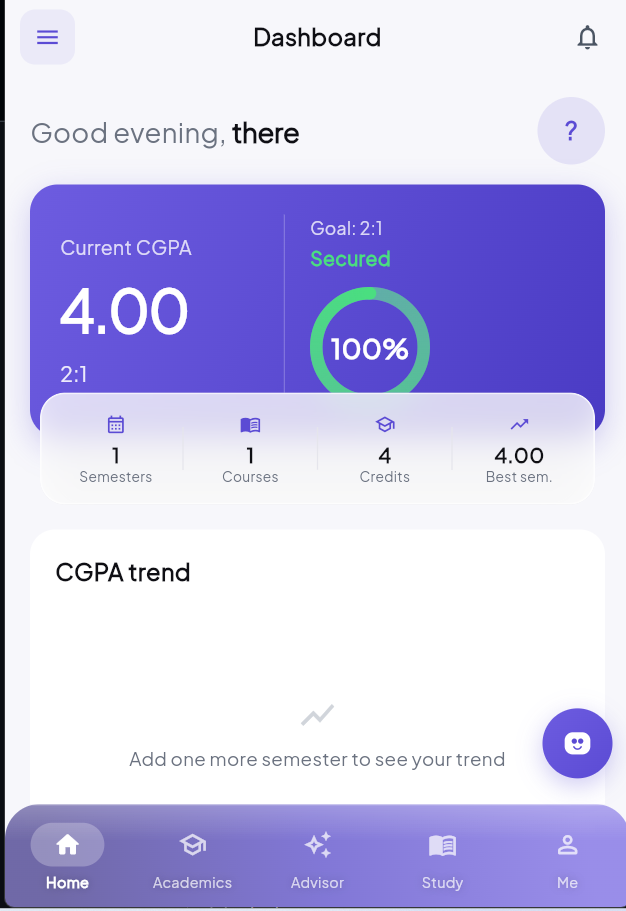 Dashboard
Good evening, there
?
Current CGPA
4.00
2:1
Goal: 2:1
Secured
100%
1
Semesters
1
Courses
4
Credits
4.00
Best sem.
CGPA trend
Add one more semester to see your trend
Home
Academics
Advisor
Study
Me